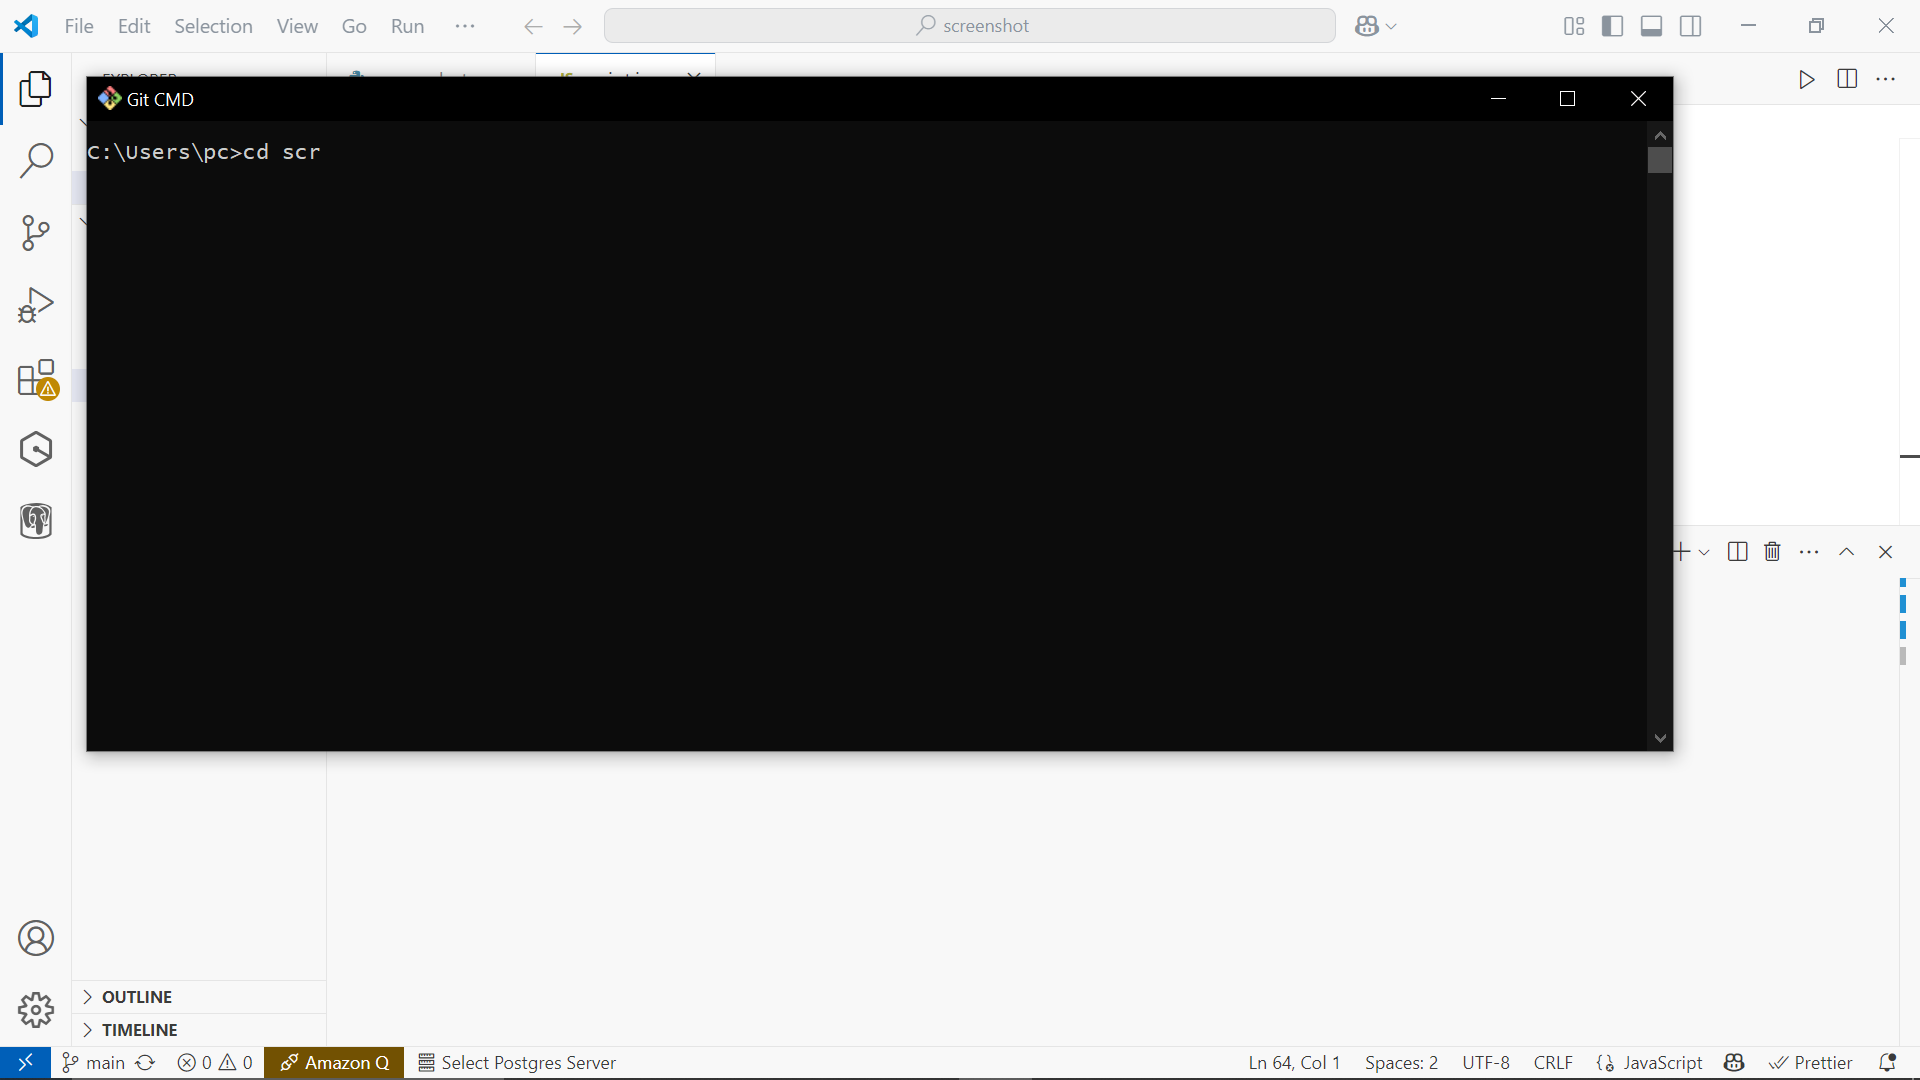 File Edit Selection View Go Run ···
screenshot
Git CMD
C:\Users\pc>cd scr
OUTLINE
TIMELINE
main 0 0 Amazon Q Select Postgres Server Ln 64, Col 1 Spaces: 2 UTF-8 CRLF JavaScript Prettier